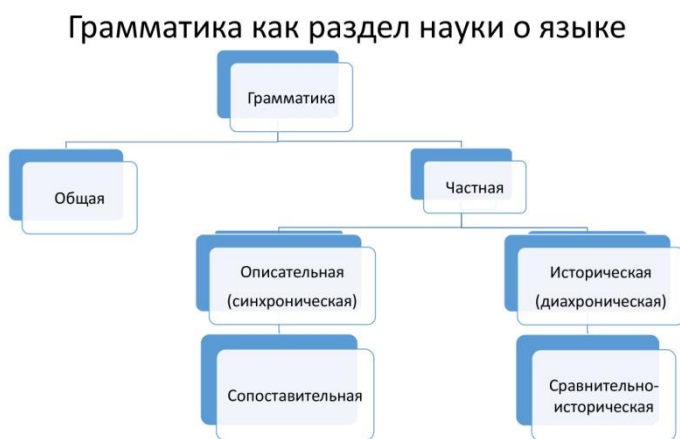 Грамматика как раздел науки о языке
Грамматика
Общая
Частная
Описательная
(синхроническая)
Историческая
(диахроническая)
Сопоставительная
Сравнительно-
историческая